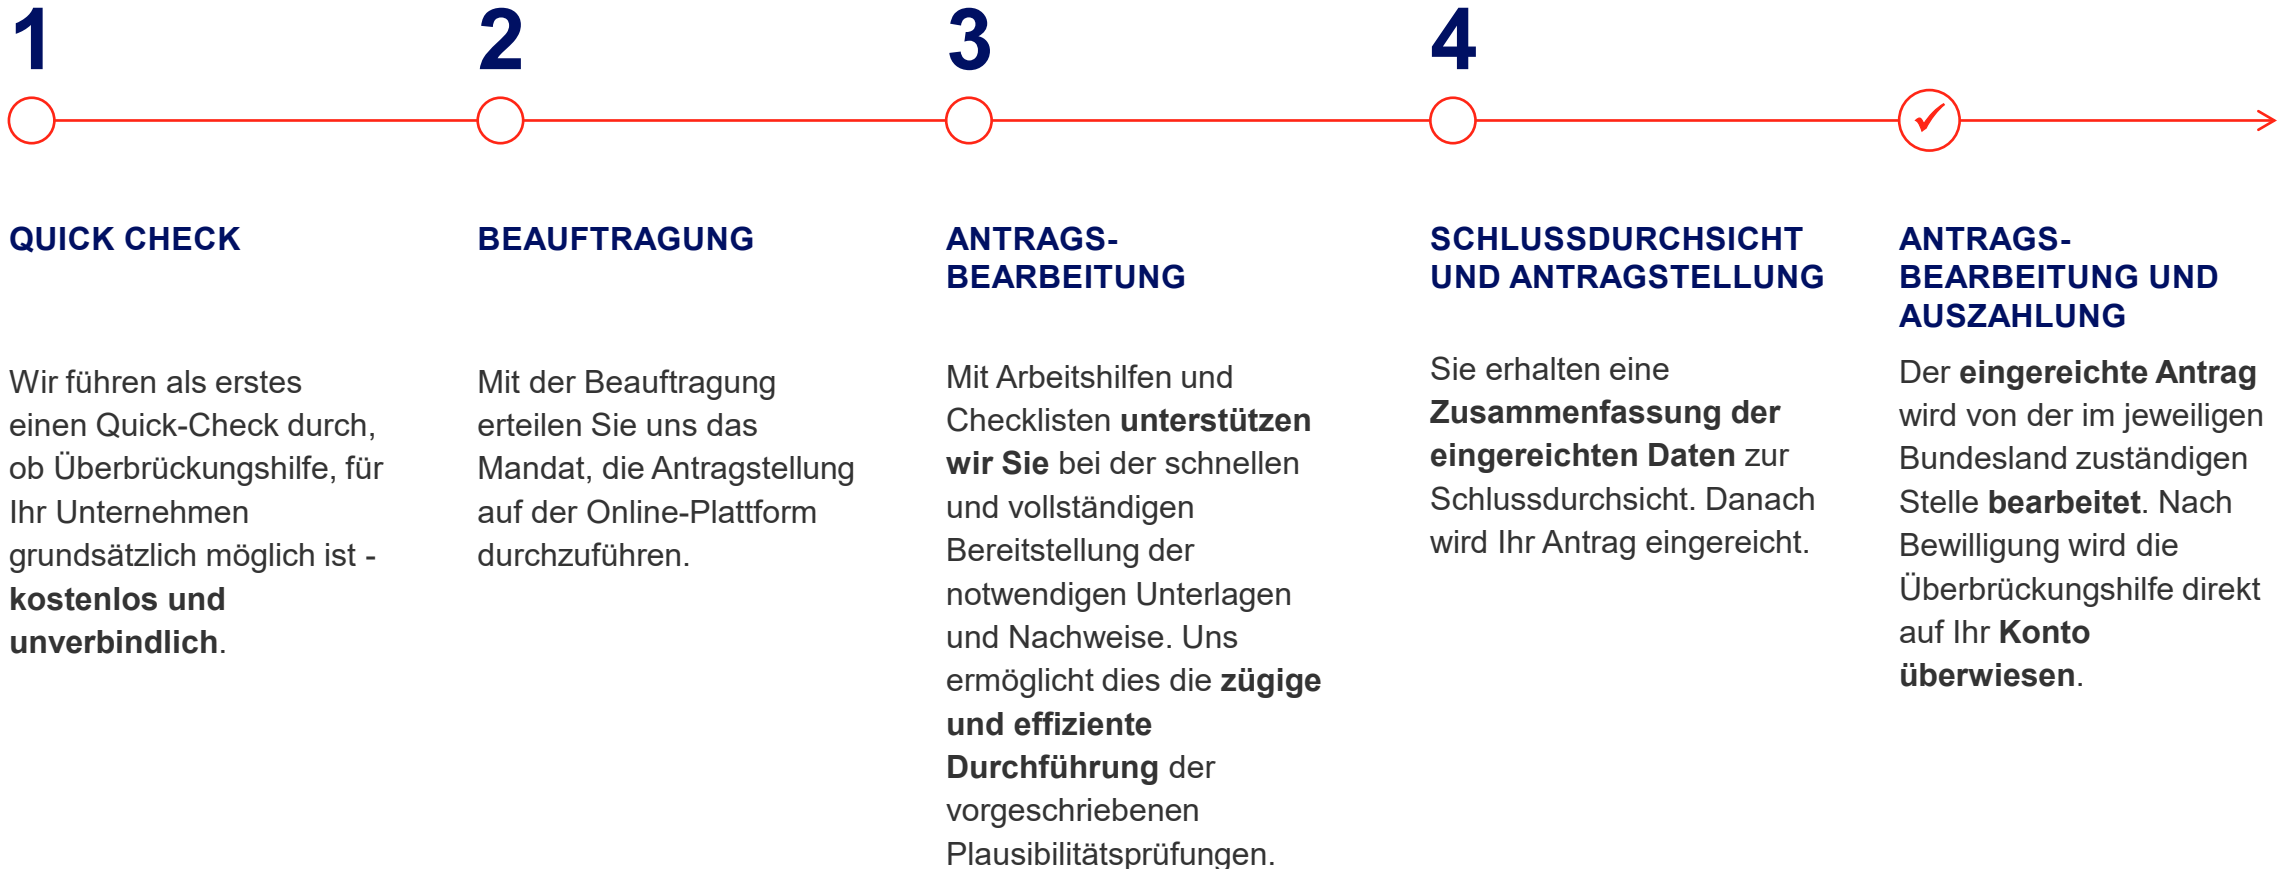 1
2
3
4
QUICK CHECK
Wir führen als erstes
einen Quick-Check durch,
ob Überbrückungshilfe, für
Ihr Unternehmen
grundsätzlich möglich ist -
kostenlos und
unverbindlich.
BEAUFTRAGUNG
Mit der Beauftragung
erteilen Sie uns das
Mandat, die Antragstellung
auf der Online-Plattform
durchzuführen.
ANTRAGS-
BEARBEITUNG
Mit Arbeitshilfen und
Checklisten unterstützen
wir Sie bei der schnellen
und vollständigen
Bereitstellung der
notwendigen Unterlagen
und Nachweise. Uns
ermöglicht dies die zügige
und effiziente
Durchführung der
vorgeschriebenen
Plausibilitätsprüfungen.
SCHLUSSDURCHSICHT
UND ANTRAGSTELLUNG
Sie erhalten eine
Zusammenfassung der
eingereichten Daten zur
Schlussdurchsicht. Danach
wird Ihr Antrag eingereicht.
ANTRAGS-
BEARBEITUNG UND
AUSZAHLUNG
Der eingereichte Antrag
wird von der im jeweiligen
Bundesland zuständigen
Stelle bearbeitet. Nach
Bewilligung wird die
Überbrückungshilfe direkt
auf Ihr Konto
überwiesen.